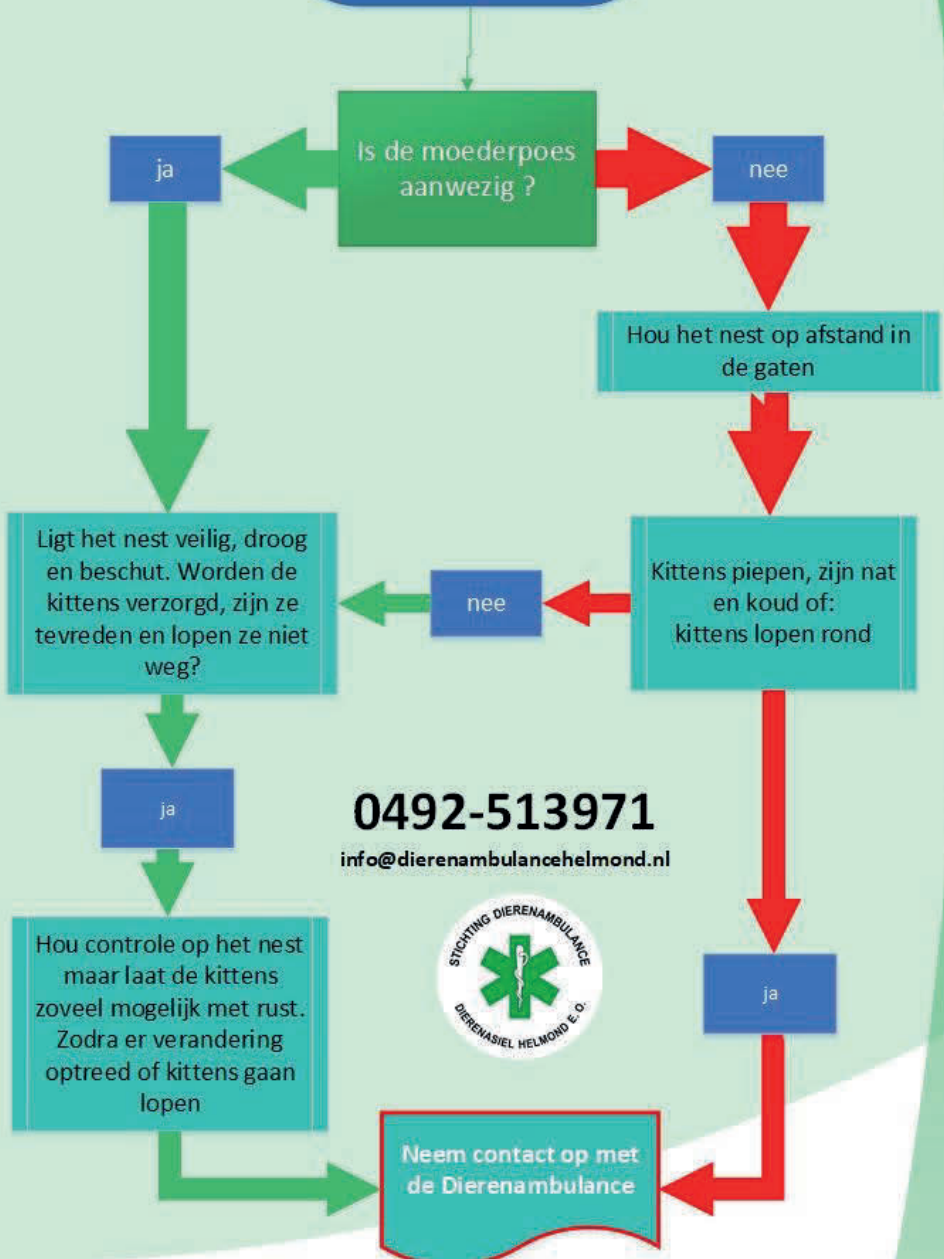 Is de moederpoes
aanwezig ?
ja
nee
Hou het nest op afstand in
de gaten
Ligt het nest veilig, droog
en beschut. Worden de
kittens verzorgd, zijn ze
tevreden en lopen ze niet
weg?
nee
Kittens piepen, zijn nat
en koud of:
kittens lopen rond
ja
0492-513971
info@dierenambulancehelmond.nl
STICHTING DIERENAMBULANCE
DIERENASIEL HELMOND E. O.
Hou controle op het nest
maar laat de kittens
zoveel mogelijk met rust.
Zodra er verandering
optreed of kittens gaan
lopen
ja
Neem contact op met
de Dierenambulance